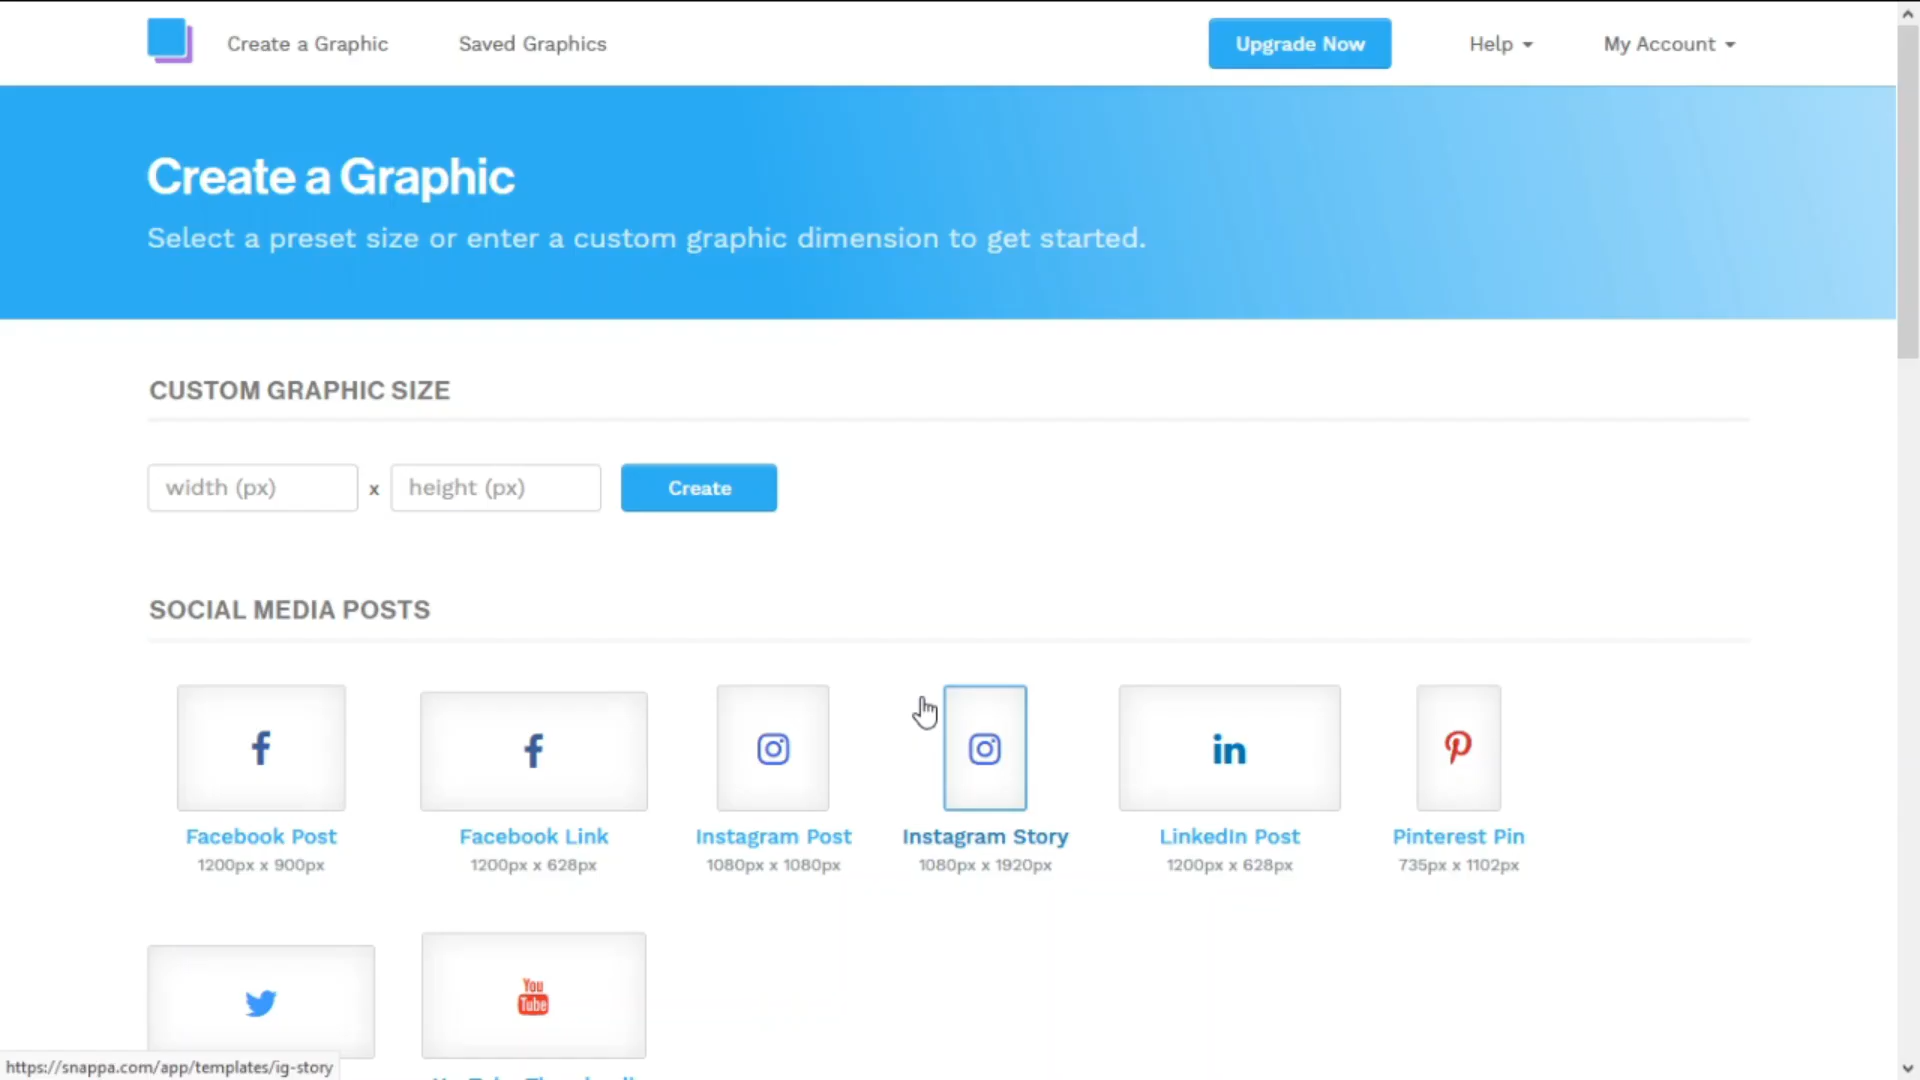 Create a Graphic
Saved Graphics
Upgrade Now
Help
My Account
Create a Graphic
Select a preset size or enter a custom graphic dimension to get started.
CUSTOM GRAPHIC SIZE
width (px) x height (px) Create
SOCIAL MEDIA POSTS
f
f
in
Facebook Post
Facebook Link
Instagram Post
Instagram Story
LinkedIn Post
Pinterest Pin
1200px x 900px
1200px x 628px
1080px x 1080px
1080px x 1920px
1200px x 628px
735px x 1102px
You
Tube
https://snappa.com/app/templates/ig-story